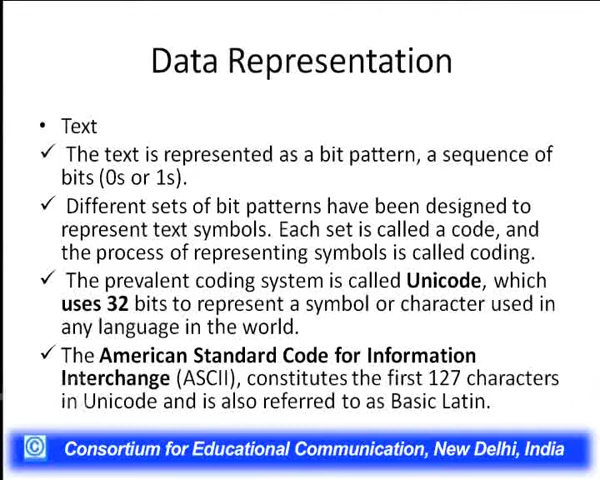 Data Representation
• Text
✓ The text is represented as a bit pattern, a sequence of
bits (0s or 1s).
✓ Different sets of bit patterns have been designed to
represent text symbols. Each set is called a code, and
the process of representing symbols is called coding.
✓ The prevalent coding system is called Unicode, which
uses 32 bits to represent a symbol or character used in
any language in the world.
✓ The American Standard Code for Information
Interchange (ASCII), constitutes the first 127 characters
in Unicode and is also referred to as Basic Latin.
© Consortium for Educational Communication, New Delhi, India